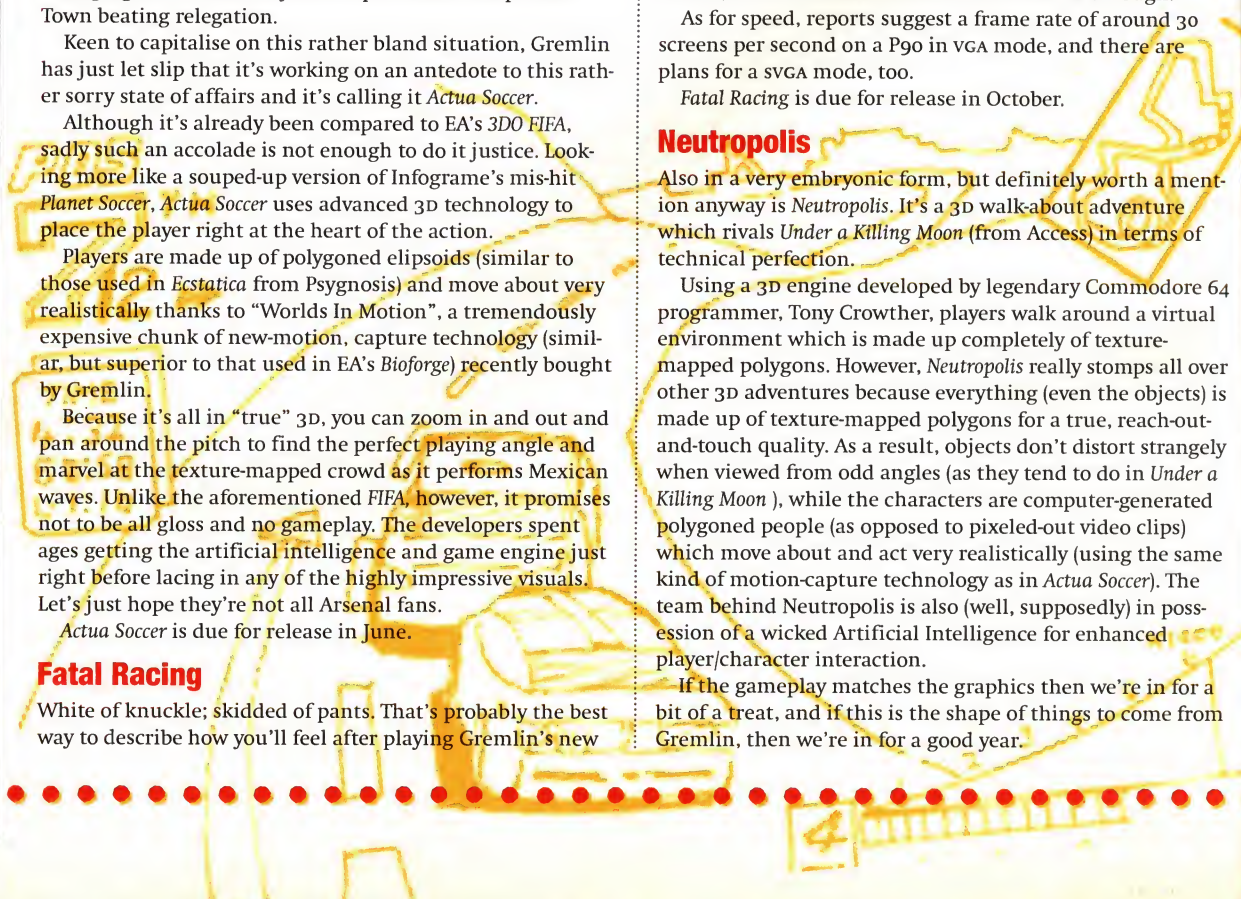 Town beating relegation.
Keen to capitalise on this rather bland situation, Gremlin
has just let slip that it's working on an antedote to this rath-
er sorry state of affairs and it's calling it Actua Soccer.
Although it's already been compared to EA's 3DO FIFA,
sadly such an accolade is not enough to do it justice. Look-
ing more like a souped-up version of Infograme's mis-hit
Planet Soccer, Actua Soccer uses advanced 3D technology to
place the player right at the heart of the action.
Players are made up of polygoned elipsoids (similar to
those used in Ecstatica from Psygnosis) and move about very
realistically thanks to "Worlds In Motion", a tremendously
expensive chunk of new-motion, capture technology (simil-
ar, but superior to that used in EA's Bioforge) recently bought
by Gremlin.
Because it's all in "true" 3D, you can zoom in and out and
pan around the pitch to find the perfect playing angle and
marvel at the texture-mapped crowd as it performs Mexican
waves. Unlike the aforementioned FIFA, however, it promises
not to be all gloss and no gameplay. The developers spent
ages getting the artificial intelligence and game engine just
right before lacing in any of the highly impressive visuals.
Let's just hope they're not all Arsenal fans.
Actua Soccer is due for release in June.
Fatal Racing
White of knuckle; skidded of pants. That's probably the best
way to describe how you'll feel after playing Gremlin's new
As for speed, reports suggest a frame rate of around 30
screens per second on a P90 in VGA mode, and there are
plans for a SVGA mode, too.
Fatal Racing is due for release in October.
Neutropolis
Also in a very embryonic form, but definitely worth a ment-
ion anyway is Neutropolis. It's a 3D walk-about adventure
which rivals Under a Killing Moon (from Access) in terms of
technical perfection.
Using a 3D engine developed by legendary Commodore 64
programmer, Tony Crowther, players walk around a virtual
environment which is made up completely of texture-
mapped polygons. However, Neutropolis really stomps all over
other 3D adventures because everything (even the objects) is
made up of texture-mapped polygons for a true, reach-out-
and-touch quality. As a result, objects don't distort strangely
when viewed from odd angles (as they tend to do in Under a
Killing Moon ), while the characters are computer-generated
polygoned people (as opposed to pixeled-out video clips)
which move about and act very realistically (using the same
kind of motion-capture technology as in Actua Soccer). The
team behind Neutropolis is also (well, supposedly) in poss-
ession of a wicked Artificial Intelligence for enhanced
player/character interaction.
If the gameplay matches the graphics then we're in for a
bit of a treat, and if this is the shape of things to come from
Gremlin, then we're in for a good year.
4